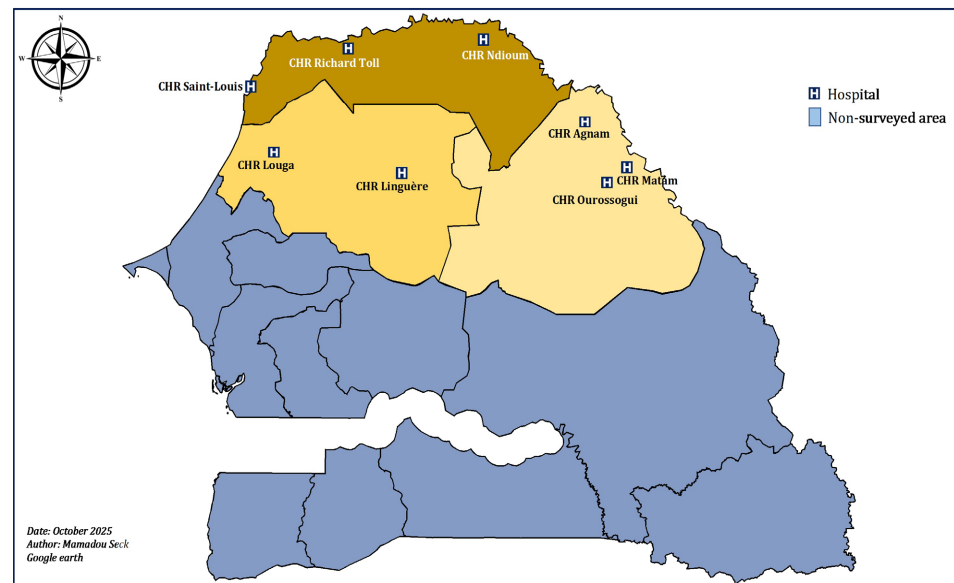 N
W
E
S
CHR Richard Toll
CHR Ndioum
CHR Saint-Louis
H Hospital
Non-surveyed area
CHR Agnam
CHR Louga
CHR Linguère
CHR Matam
CHR Ourossogui
Date: October 2025
Author: Mamadou Seck
Google earth